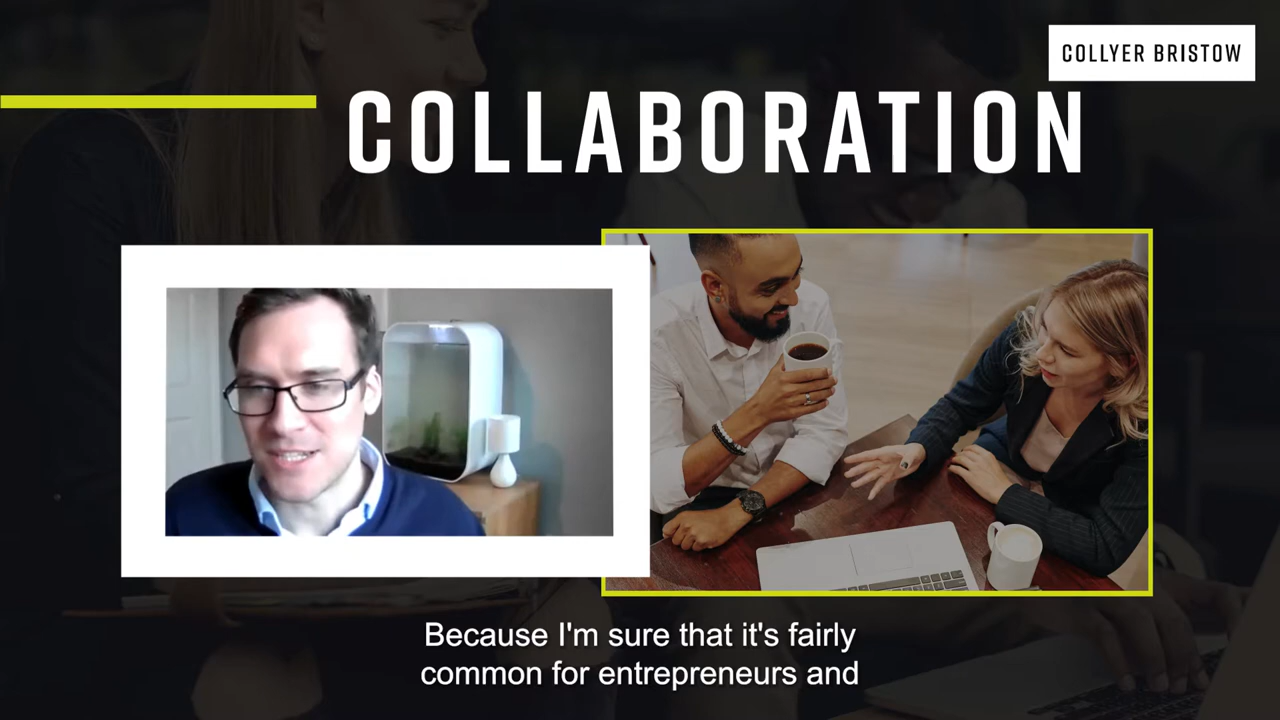 COLLYER BRISTOW
COLLABORATION
Because I'm sure that it's fairly
common for entrepreneurs and